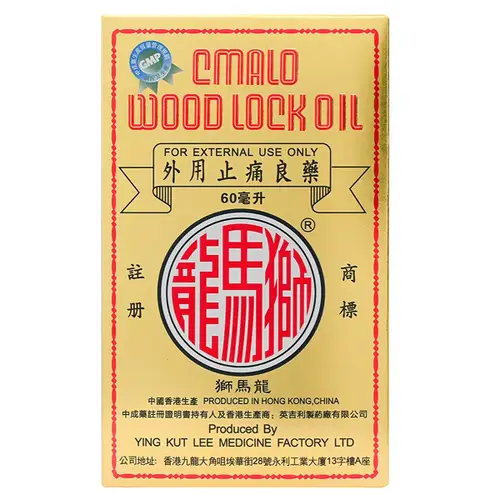 GMP
CMALO
WOOD LOCK OIL
FOR EXTERNAL USE ONLY
外用止痛良藥
60毫升
®
註冊
商標
龍馬獅
獅馬龍
中國香港生產 PRODUCED IN HONG KONG,CHINA
中成藥註冊證明書持有人及香港生產商：英吉利製药廠有限公司
Produced By
YING KUT LEE MEDICINE FACTORY LTD
公司地址: 香港九龍大角咀埃華街28號永利工業大廈13字樓A座